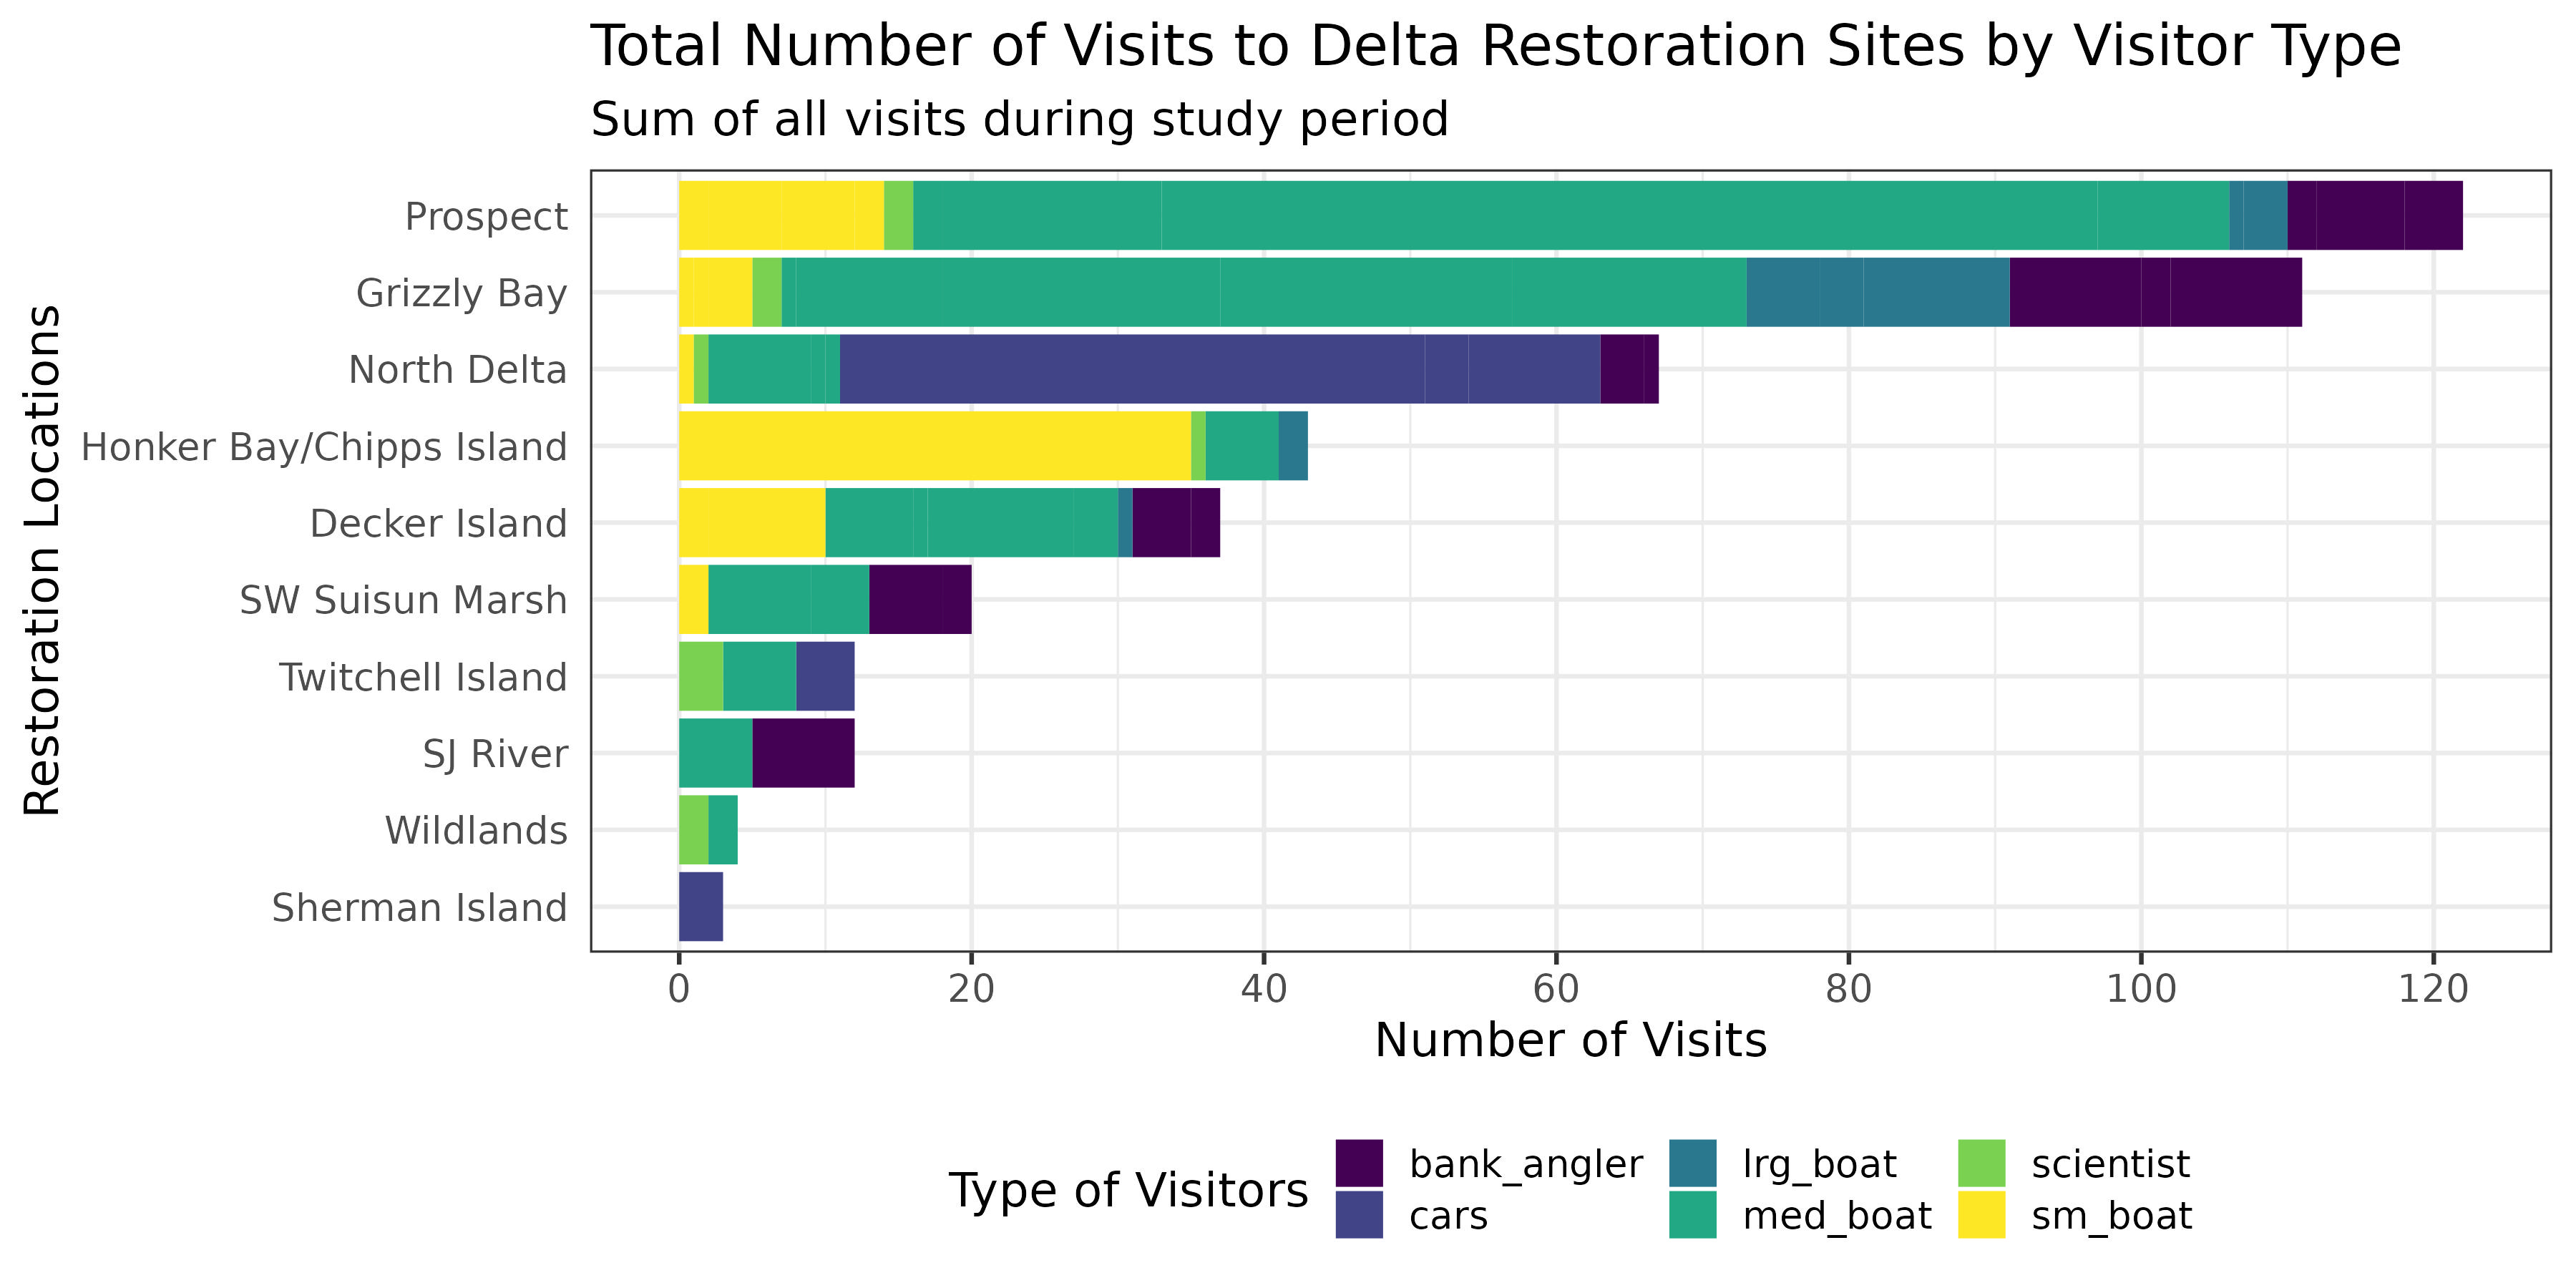 Total Number of Visits to Delta Restoration Sites by Visitor Type
Sum of all visits during study period
Restoration Locations
Prospect
Grizzly Bay
North Delta
Honker Bay/Chipps Island
Decker Island
SW Suisun Marsh
Twitchell Island
SJ River
Wildlands
Sherman Island
0 20 40 60 80 100 120
Number of Visits
Type of Visitors
bank_angler lrg_boat scientist
cars med_boat sm_boat